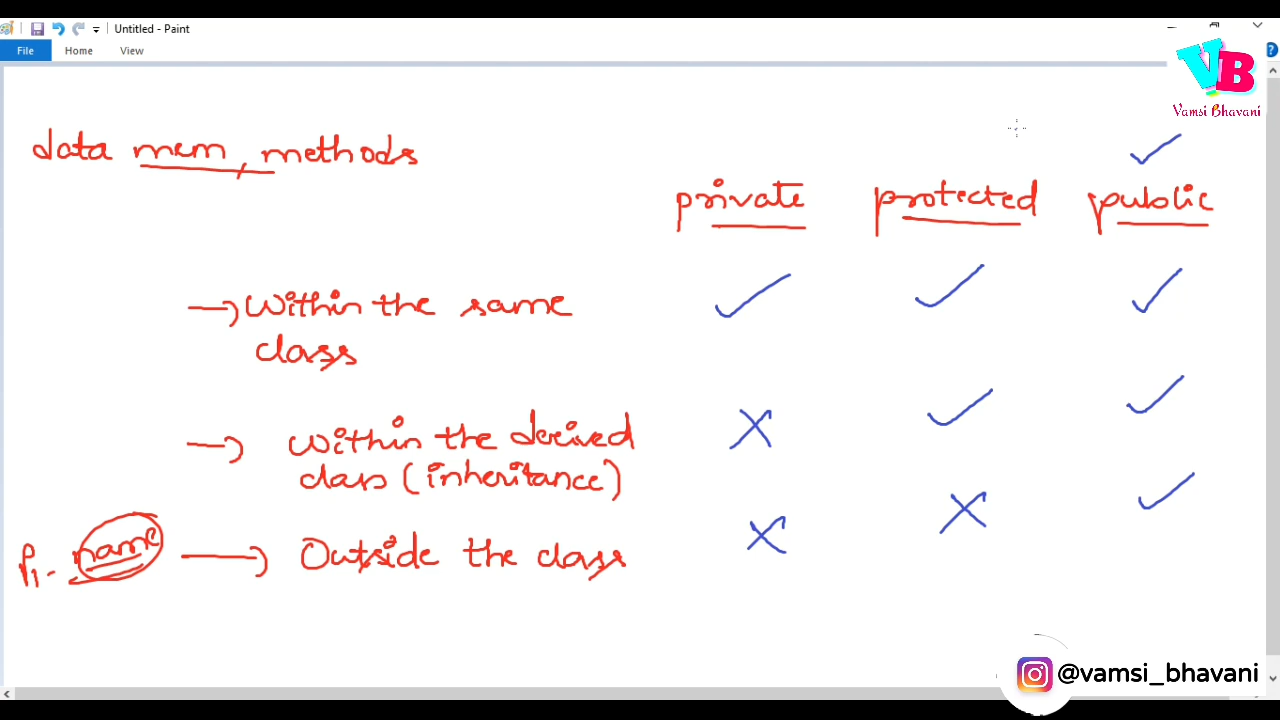 Untitled - Paint
File Home View
VB
Vamsi Bhavani
data mem, methods
private protected public
Within the same
class
Within the derived
class (inheritance)
P1. name
Outside the class
@vamsi_bhavani